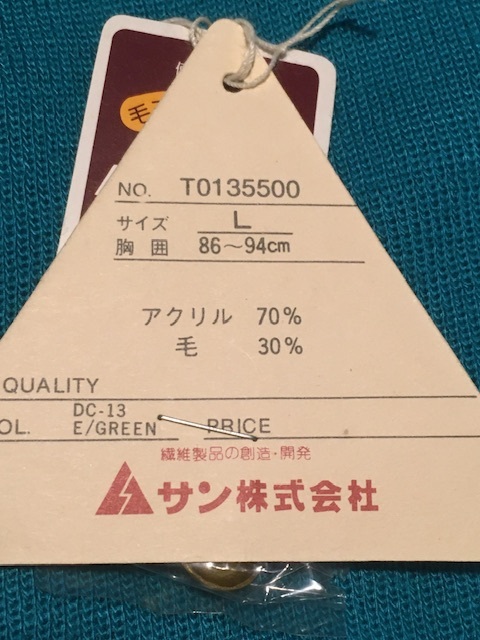 毛
NO. T0135500
サイズ L
胸囲 86〜94cm
アクリル 70%
毛 30%
QUALITY
DC-13
OL. E/GREEN PRICE
繊維製品の創造・開発
サン株式会社